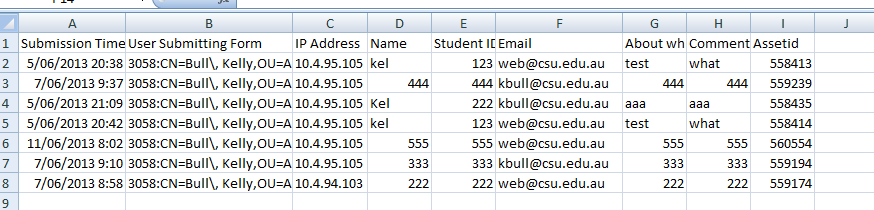 A B C D E F G H I J
1 Submission Time User Submitting Form IP Address Name Student ID Email About wh Comment Assetid
2 5/06/2013 20:38 3058:CN=Bull\, Kelly,OU=A 10.4.95.105 kel 123 web@csu.edu.au test what 558413
3 7/06/2013 9:37 3058:CN=Bull\, Kelly,OU=A 10.4.95.105 444 444 kbull@csu.edu.au 444 444 559239
4 5/06/2013 21:09 3058:CN=Bull\, Kelly,OU=A 10.4.95.105 Kel 222 kbull@csu.edu.au aaa aaa 558435
5 5/06/2013 20:42 3058:CN=Bull\, Kelly,OU=A 10.4.95.105 kel 123 web@csu.edu.au test what 558414
6 11/06/2013 8:02 3058:CN=Bull\, Kelly,OU=A 10.4.95.105 555 555 web@csu.edu.au 555 555 560554
7 7/06/2013 9:10 3058:CN=Bull\, Kelly,OU=A 10.4.95.105 333 333 kbull@csu.edu.au 333 333 559194
8 7/06/2013 8:58 3058:CN=Bull\, Kelly,OU=A 10.4.94.103 222 222 web@csu.edu.au 222 222 559174
9